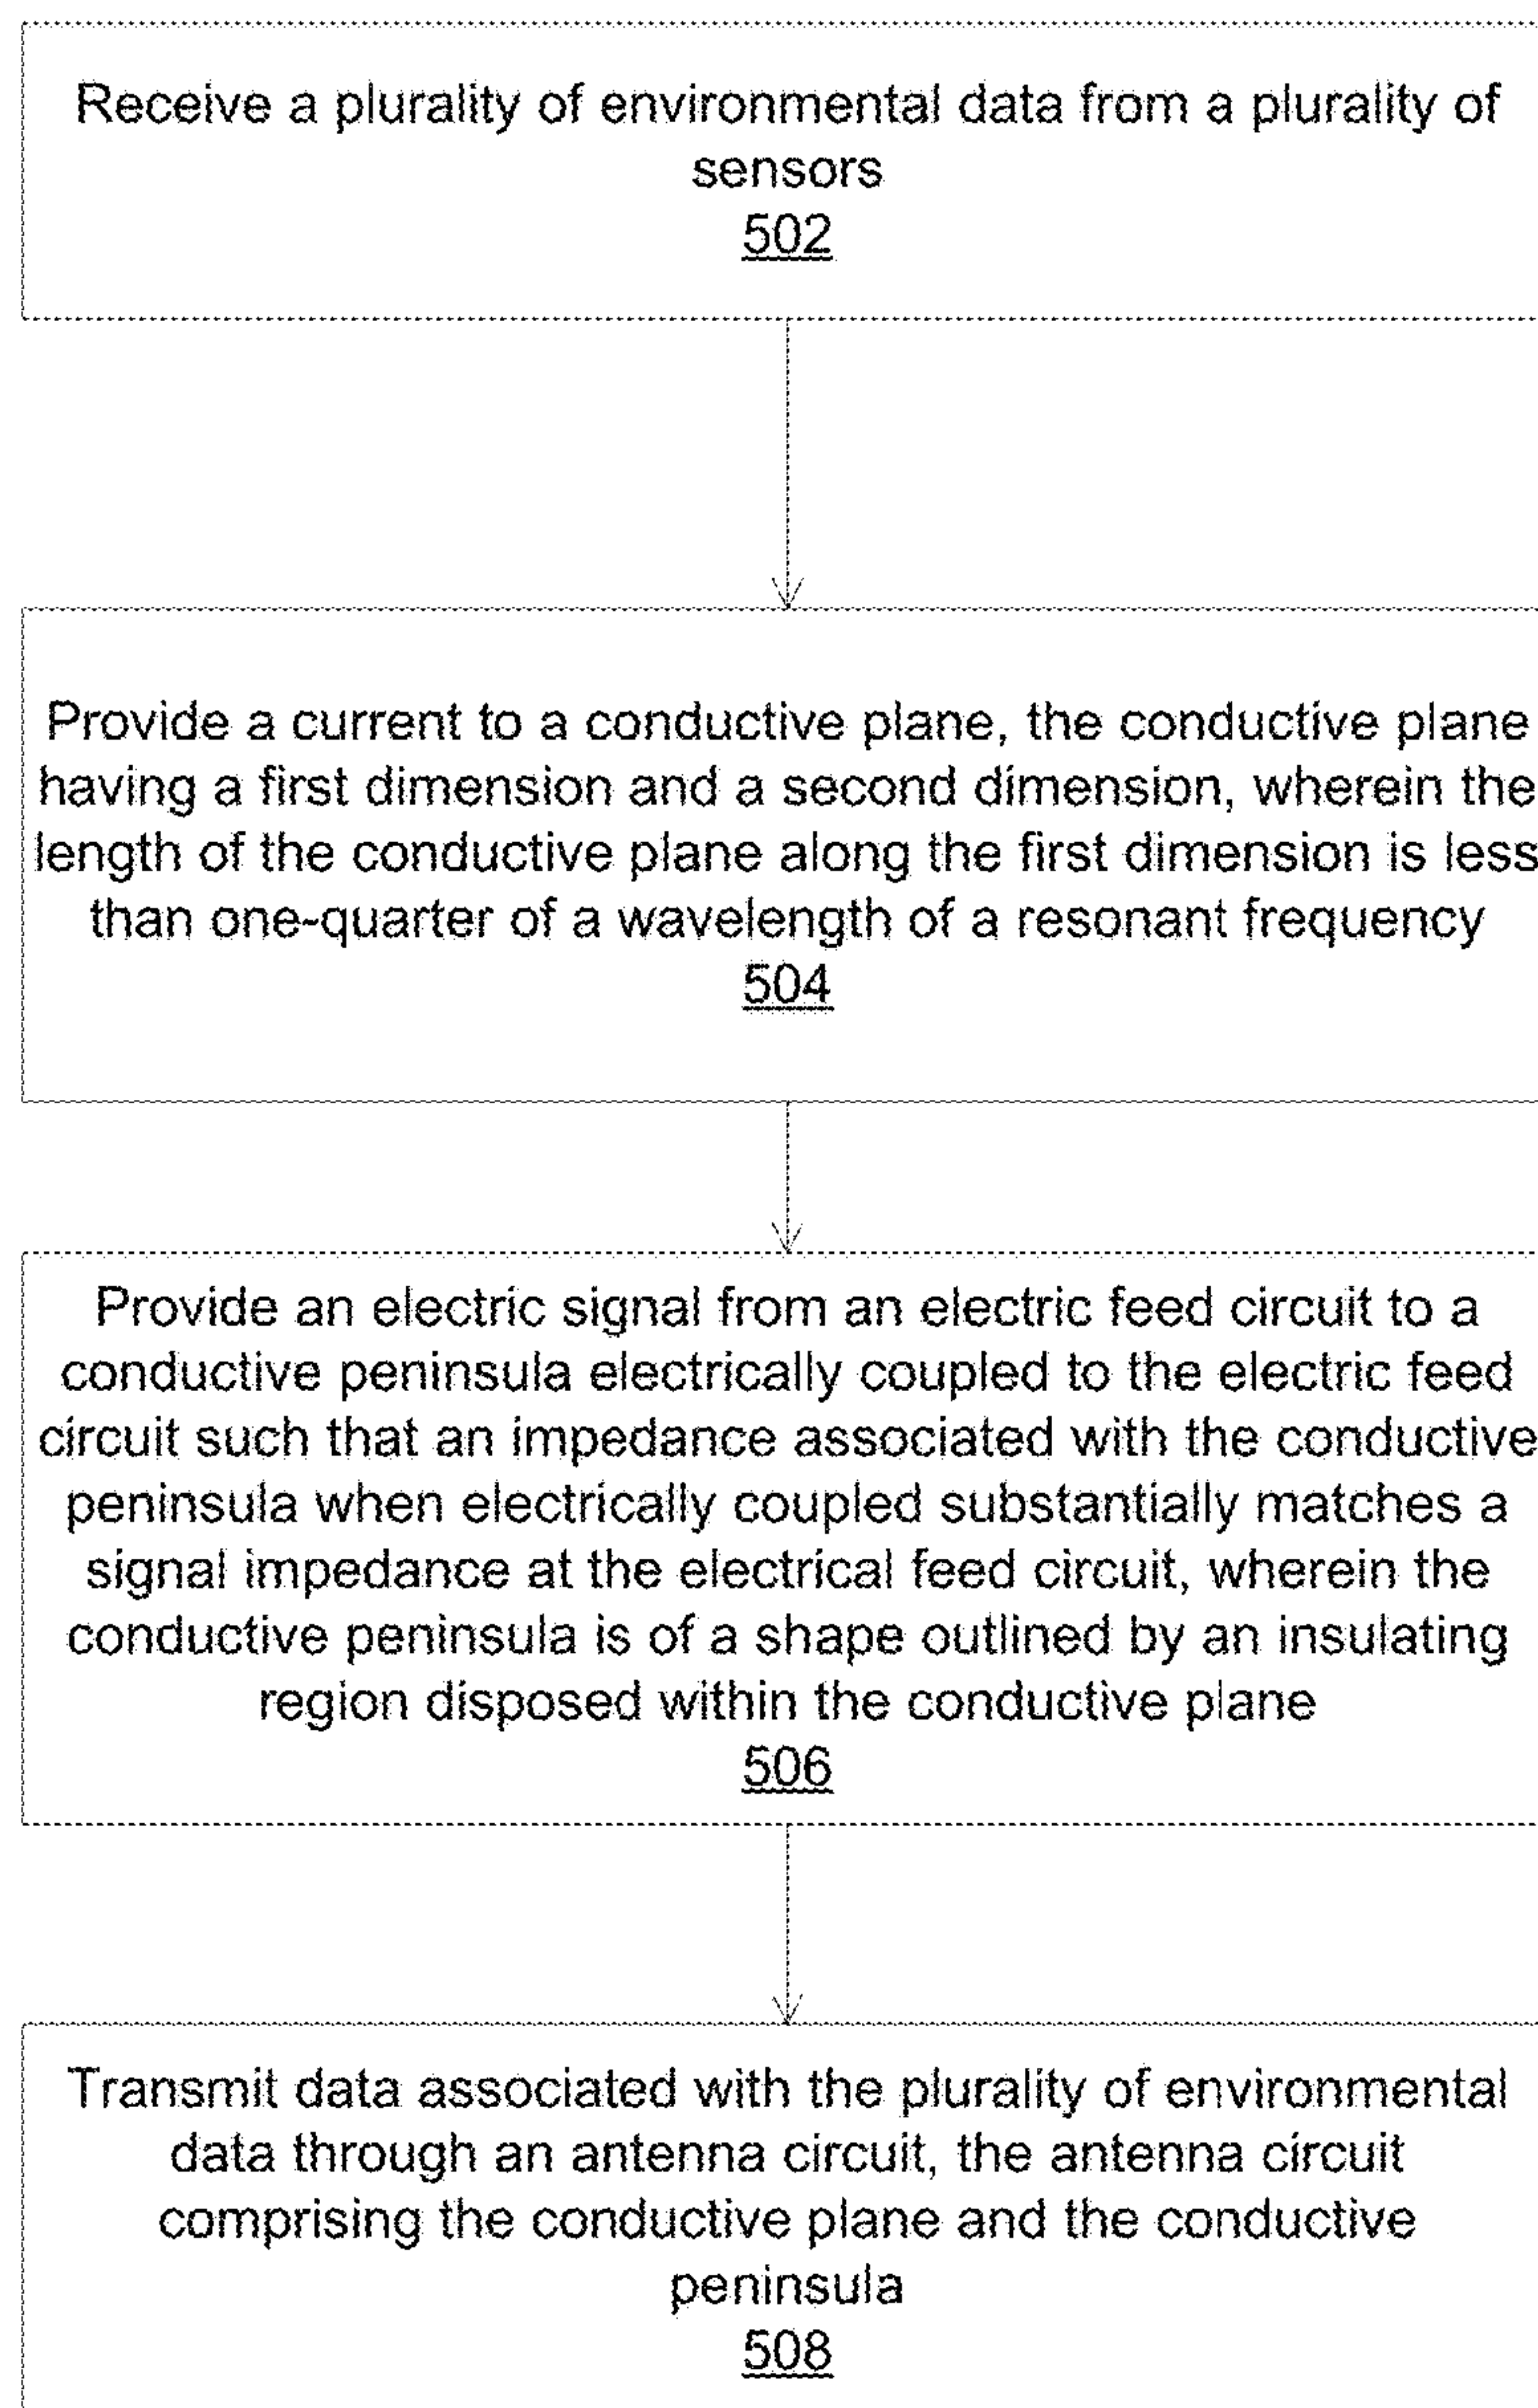 Receive a plurality of environmental data from a plurality of
sensors
502
Provide a current to a conductive plane, the conductive plane
having a first dimension and a second dimension, wherein the
length of the conductive plane along the first dimension is less
than one-quarter of a wavelength of a resonant frequency
504
Provide an electric signal from an electric feed circuit to a
conductive peninsula electrically coupled to the electric feed
circuit such that an impedance associated with the conductive
peninsula when electrically coupled substantially matches a
signal impedance at the electrical feed circuit, wherein the
conductive peninsula is of a shape outlined by an insulating
region disposed within the conductive plane
506
Transmit data associated with the plurality of environmental
data through an antenna circuit, the antenna circuit
comprising the conductive plane and the conductive
peninsula
508